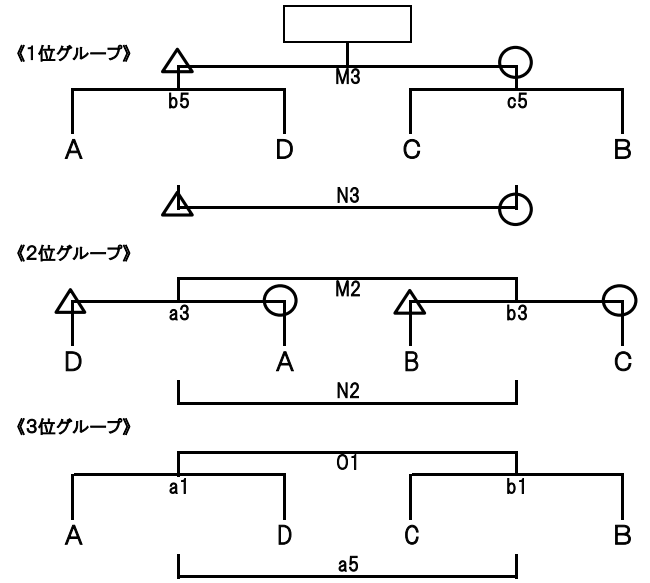 《1位グループ》
M3
b5 c5
A D C B
N3
《2位グループ》
M2
a3 b3
D A B C
N2
《3位グループ》
O1
a1 b1
A D C B
a5